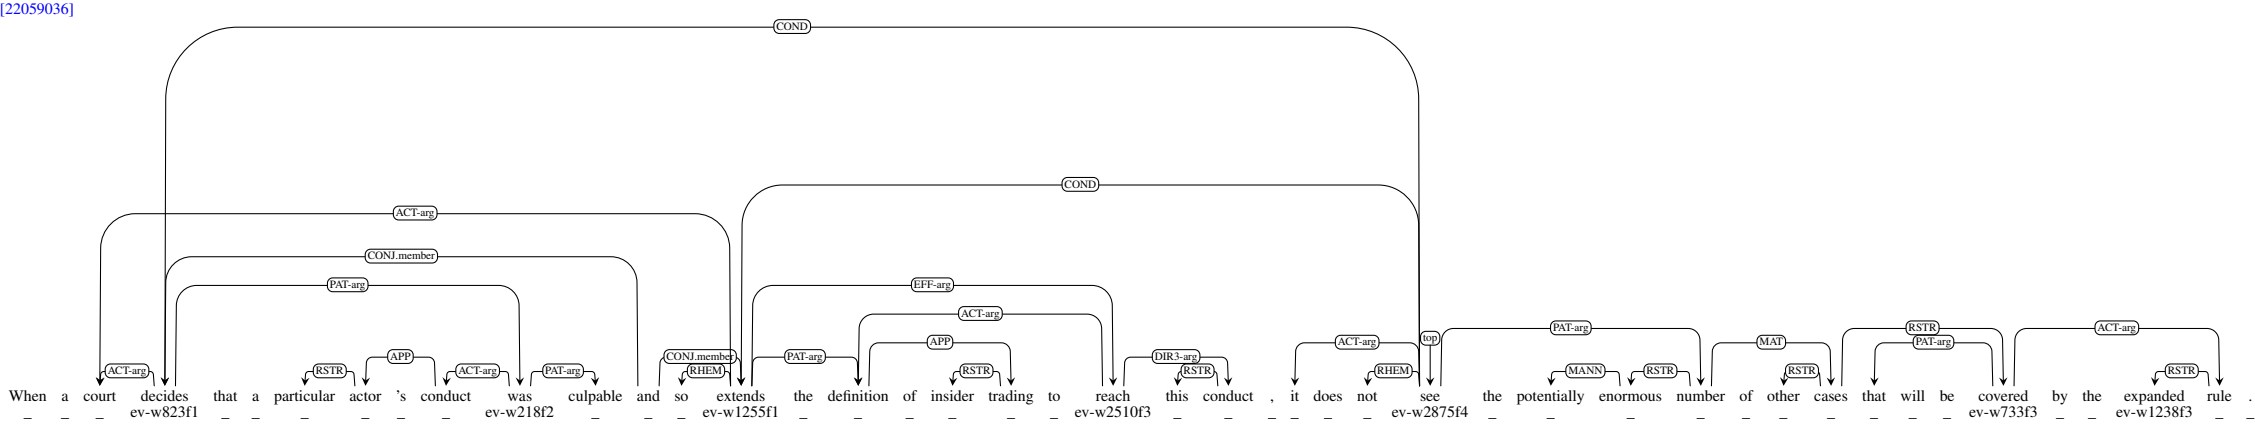 [22059036]
COND
COND
ACT-arg
CONJ.member
PAT-arg EFF-arg
ACT-arg
top PAT-arg RSTR ACT-arg
APP ACT-arg MAT PAT-arg
APP CONJ.member PAT-arg DIR3-arg
ACT-arg RSTR ACT-arg PAT-arg RHEM RSTR RSTR RHEM MANN RSTR RSTR RSTR
When a court decides that a particular actor 's conduct was culpable and so extends the definition of insider trading to reach this conduct , it does not see the potentially enormous number of other cases that will be covered by the expanded rule .
_ _ _ ev-w823f1 _ _ _ _ _ _ ev-w218f2 _ _ _ ev-w1255f1 _ _ _ _ _ _ ev-w2510f3 _ _ _ _ _ _ ev-w2875f4 _ _ _ _ _ _ _ _ _ _ ev-w733f3 _ _ ev-w1238f3 _ _